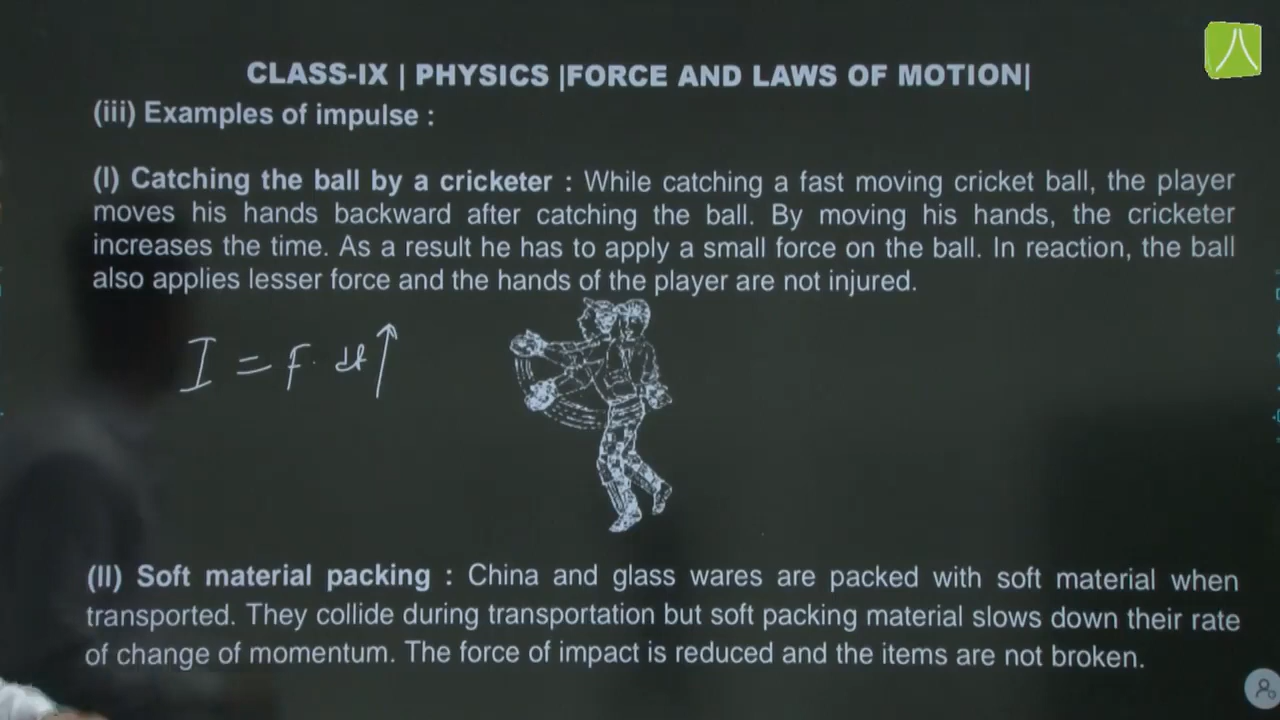 CLASS-IX | PHYSICS |FORCE AND LAWS OF MOTION|
(iii) Examples of impulse :
(I) Catching the ball by a cricketer : While catching a fast moving cricket ball, the player
moves his hands backward after catching the ball. By moving his hands, the cricketer
increases the time. As a result he has to apply a small force on the ball. In reaction, the ball
also applies lesser force and the hands of the player are not injured.
I = F. dt↑
(II) Soft material packing : China and glass wares are packed with soft material when
transported. They collide during transportation but soft packing material slows down their rate
of change of momentum. The force of impact is reduced and the items are not broken.